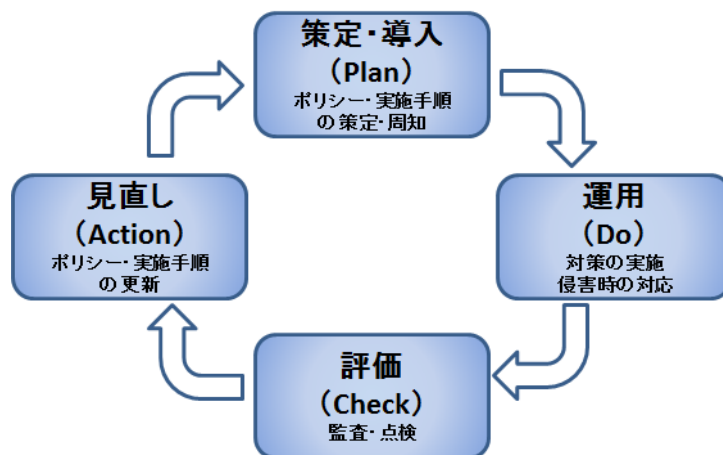 策定・導入
（Plan）
ポリシー・実施手順
の策定・周知
運用
（Do）
対策の実施
侵害時の対応
評価
（Check）
監査・点検
見直し
（Action）
ポリシー・実施手順
の更新